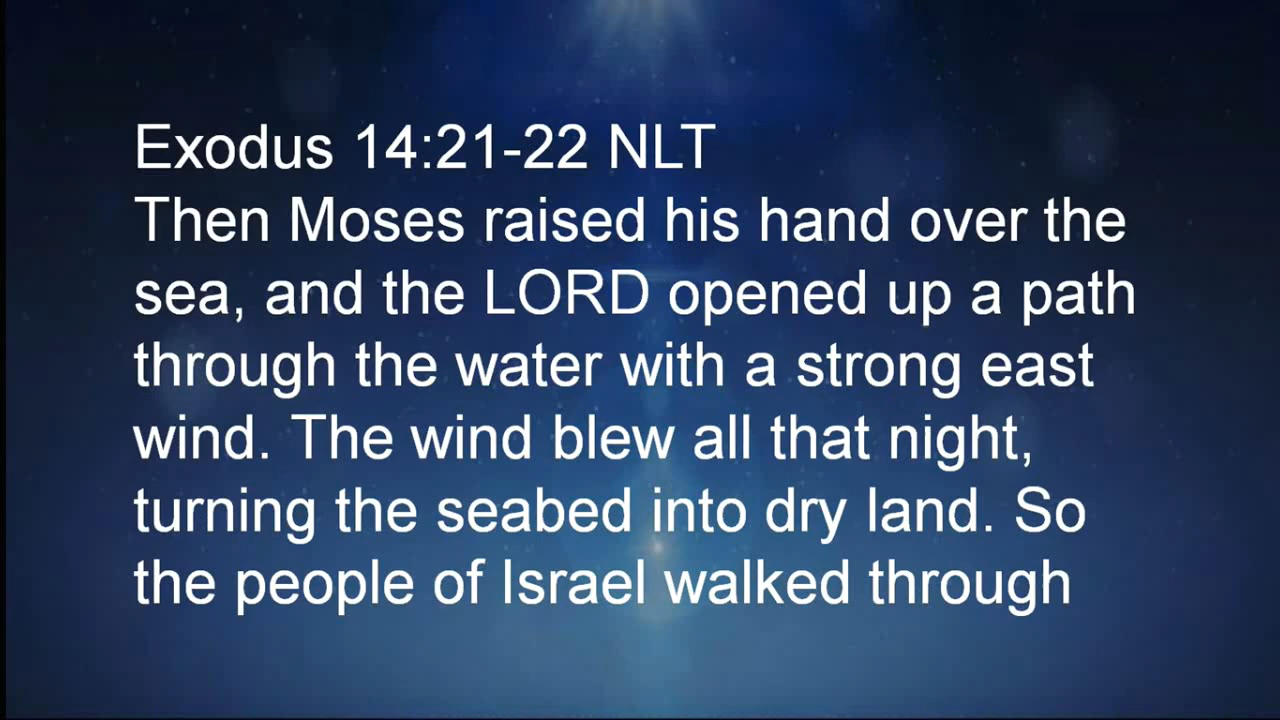 Exodus 14:21-22 NLT
Then Moses raised his hand over the
sea, and the LORD opened up a path
through the water with a strong east
wind. The wind blew all that night,
turning the seabed into dry land. So
the people of Israel walked through